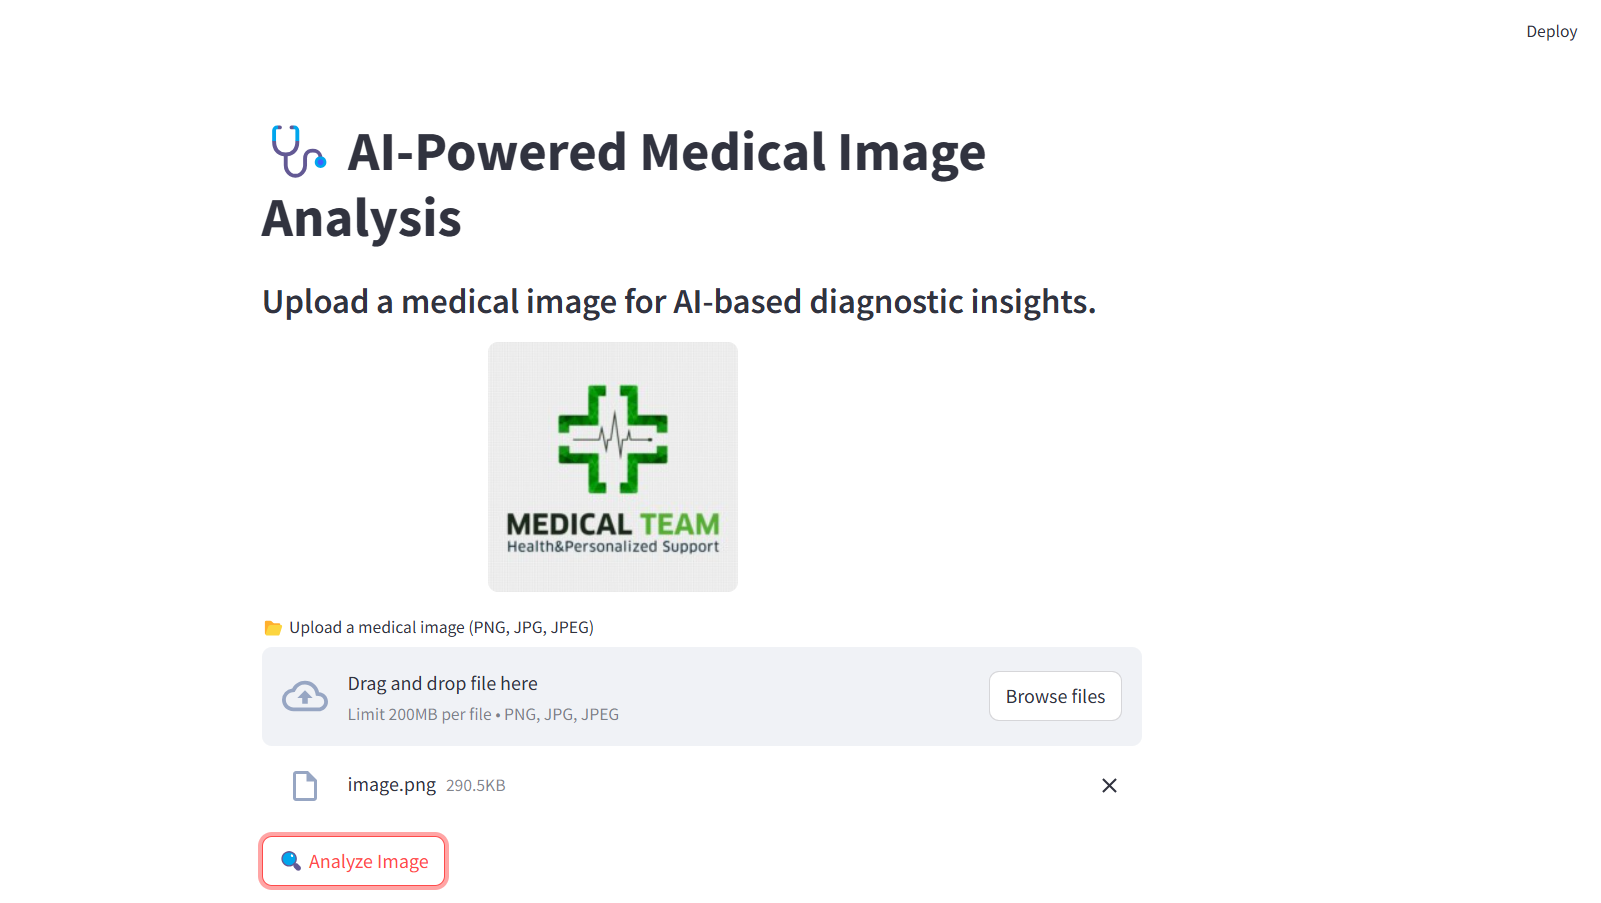 Deploy
AI-Powered Medical Image
Analysis
Upload a medical image for AI-based diagnostic insights.
MEDICAL TEAM
Health&Personalized Support
Upload a medical image (PNG, JPG, JPEG)
Drag and drop file here
Limit 200MB per file • PNG, JPG, JPEG
Browse files
image.png 290.5KB
Analyze Image